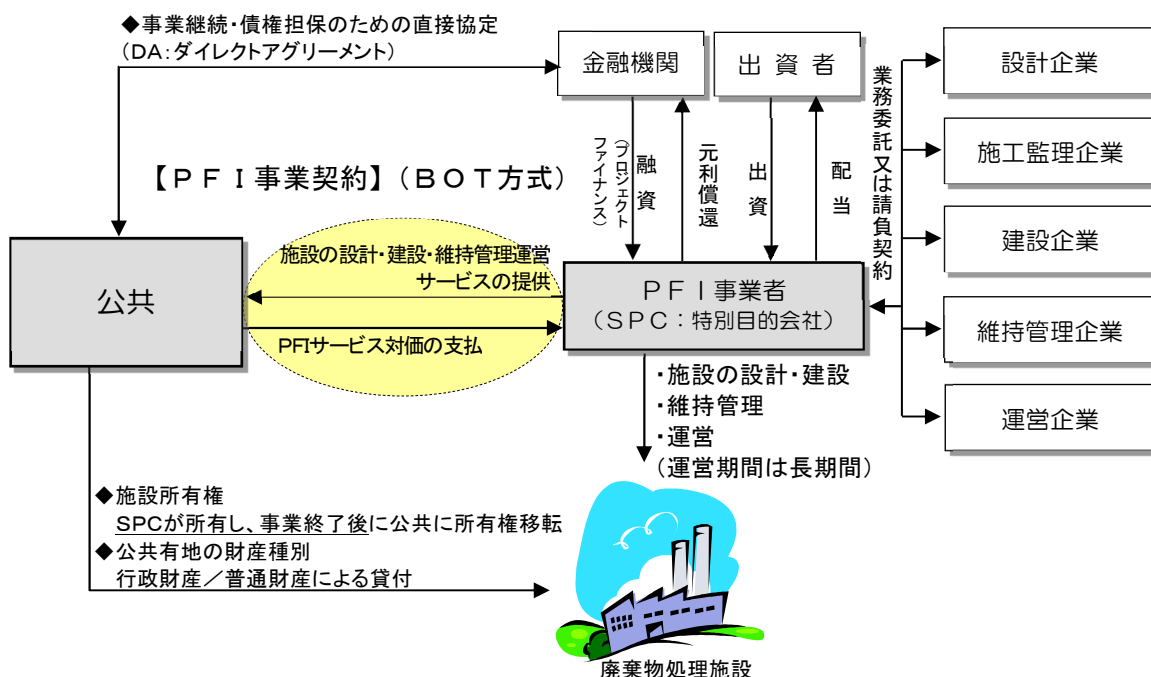 ◆事業継続・債権担保のための直接協定
(DA:ダイレクトアグリーメント)
金融機関
出資者
業務委託又は請負契約
設計企業
施工監理企業
建設企業
維持管理企業
運営企業
融資
(プロジェクト
ファイナンス)
元利償還
出資
配当
【PFI事業契約】(BOT方式)
公共
施設の設計・建設・維持管理運営
サービスの提供
PFIサービス対価の支払
PFI事業者
(SPC:特別目的会社)
・施設の設計・建設
・維持管理
・運営
(運営期間は長期間)
◆施設所有権
SPCが所有し、事業終了後に公共に所有権移転
◆公共有地の財産種別
行政財産/普通財産による貸付
廃棄物処理施設